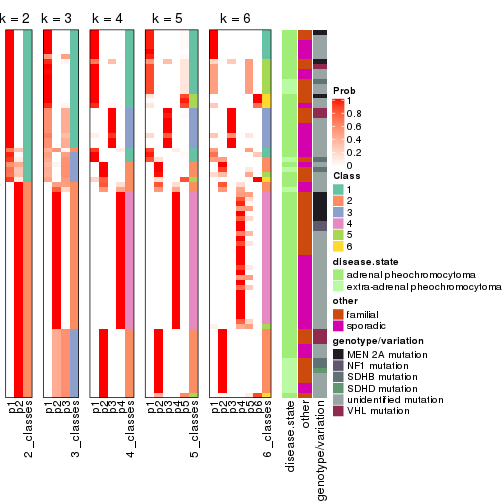 k = 2
k = 3
k = 4
k = 5
k = 6
Prob
1
0.8
0.6
0.4
0.2
0
Class
1
2
3
4
5
6
disease.state
adrenal pheochromocytoma
extra-adrenal pheochromocytoma
other
familial
sporadic
genotype/variation
MEN 2A mutation
NF1 mutation
SDHB mutation
SDHD mutation
unidentified mutation
VHL mutation
p1
p2
2_classes
p1
p2
p3
3_classes
p1
p2
p3
p4
4_classes
p1
p2
p3
p4
p5
5_classes
p1
p2
p3
p4
p5
p6
6_classes
disease.state
other
genotype/variation